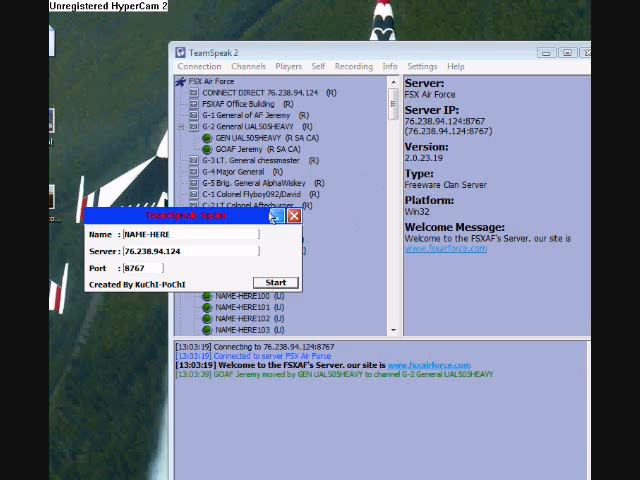 Unregistered HyperCam 2
TeamSpeak 2
Connection Channels Players Self Recording Info Settings Help
FSX Air Force
CONNECT DIRECT 76.238.94.124 (R)
FSXAF Office Building (R)
G-1 General of AF Jeremy (R)
G-2 General UAL505HEAVY (R)
GEN UAL505HEAVY (R SA CA)
GOAF Jeremy (R SA CA)
G-3 LT. General chessmaster (R)
G-4 Major General (R)
G-5 Brig. General AlphaWiskey (R)
C-1 Colonel Flyboy092/David (R)
C-2 LT Colonel Afterburger (R)
NAME-HERE100 (U)
NAME-HERE101 (U)
NAME-HERE102 (U)
NAME-HERE103 (U)
Server:
FSX Air Force
Server IP:
76.238.94.124:8767
(76.238.94.124:8767)
Version:
2.0.23.19
Type:
Freeware Clan Server
Platform:
Win32
Welcome Message:
Welcome to the FSXAF's Server. our site is
www.fsxairforce.com
TeamSpeak Spam
Name : NAME-HERE
Server : 76.238.94.124
Port : 8767
Created By KuChI-PoChI
Start
[13:03:19] Connecting to 76.238.94.124:8767
[13:03:19] Connected to server FSX Air Force
[13:03:19] Welcome to the FSXAF's Server. our site is www.fsxairforce.com
[13:03:39] GOAF Jeremy moved by GEN UAL505HEAVY to channel G-2 General UAL505HEAVY